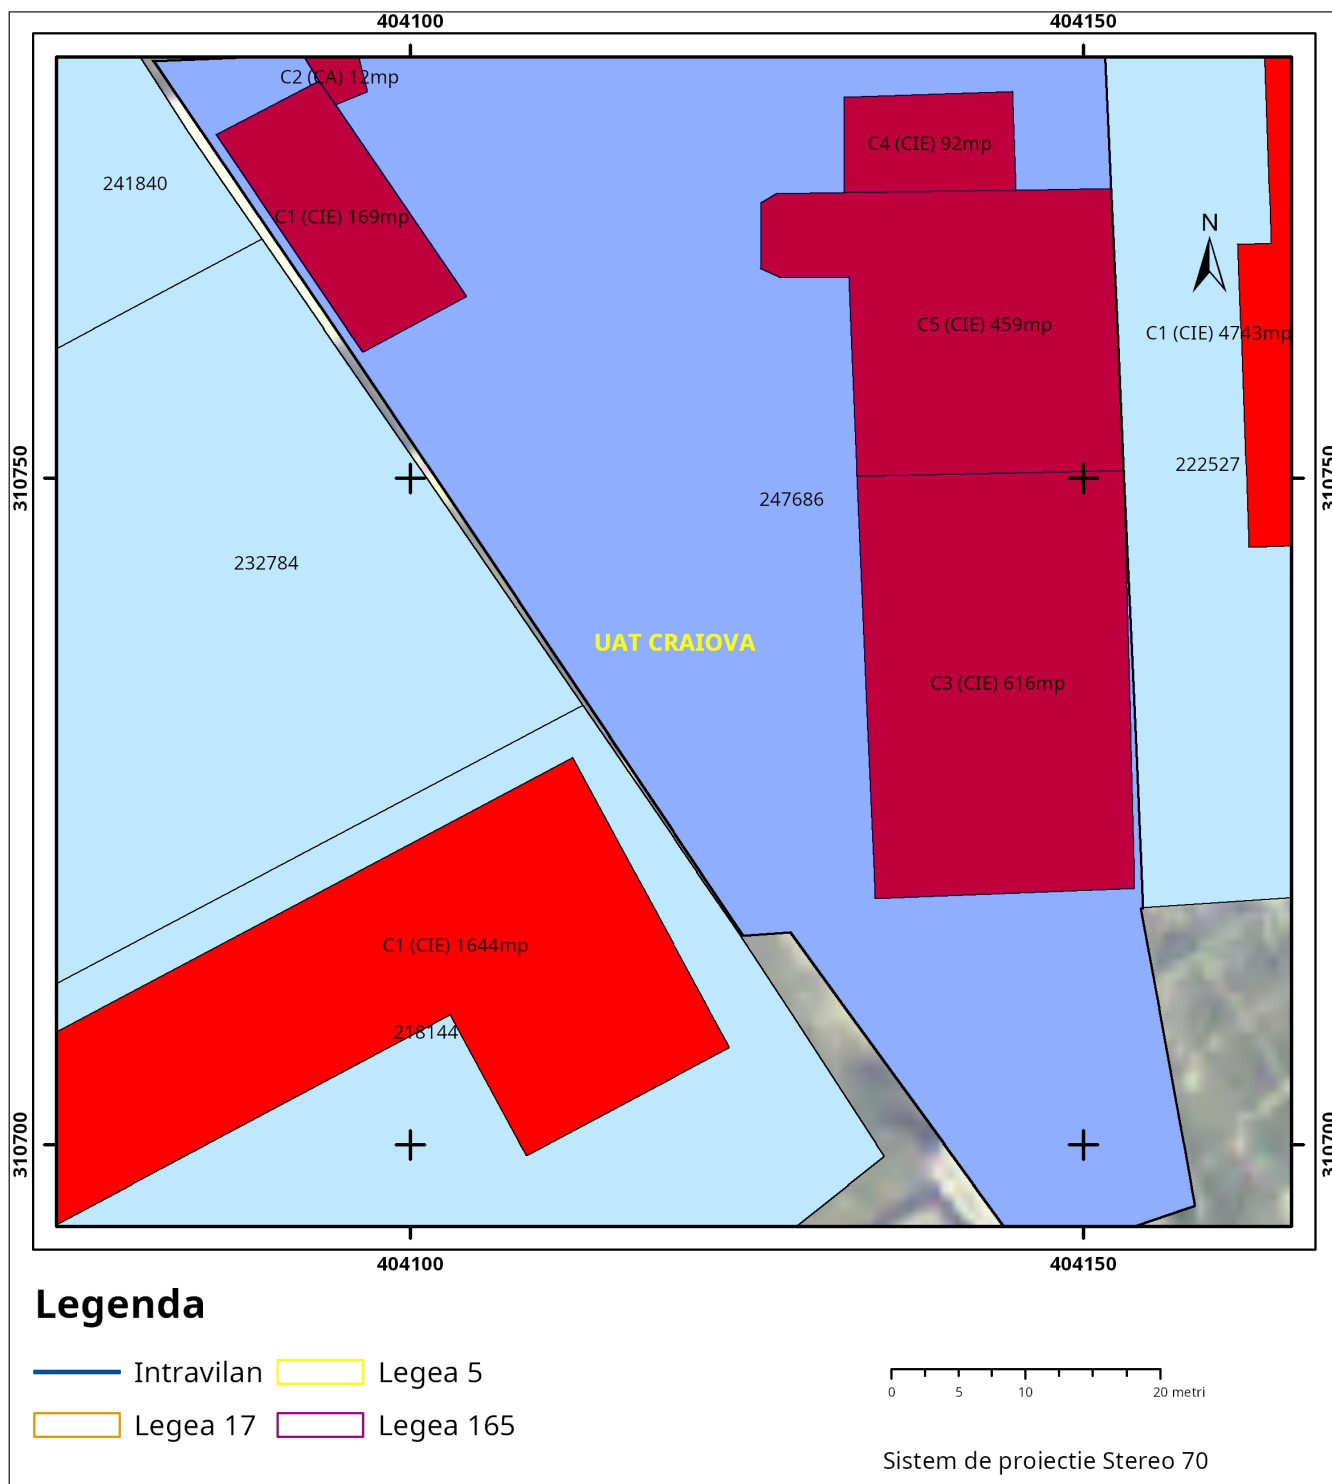 404100 404150
C2 (CA) 12mp
C4 (CIE) 92mp
241840
C1 (CIE) 169mp
N
C5 (CIE) 459mp
C1 (CIE) 4743mp
310750
222527
310750
247686
232784
UAT CRAIOVA
C3 (CIE) 616mp
C1 (CIE) 1644mp
218144
310700
310700
404100 404150
Legenda
Intravilan
Legea 5
Legea 17
Legea 165
0 5 10 20 metri
Sistem de proiectie Stereo 70